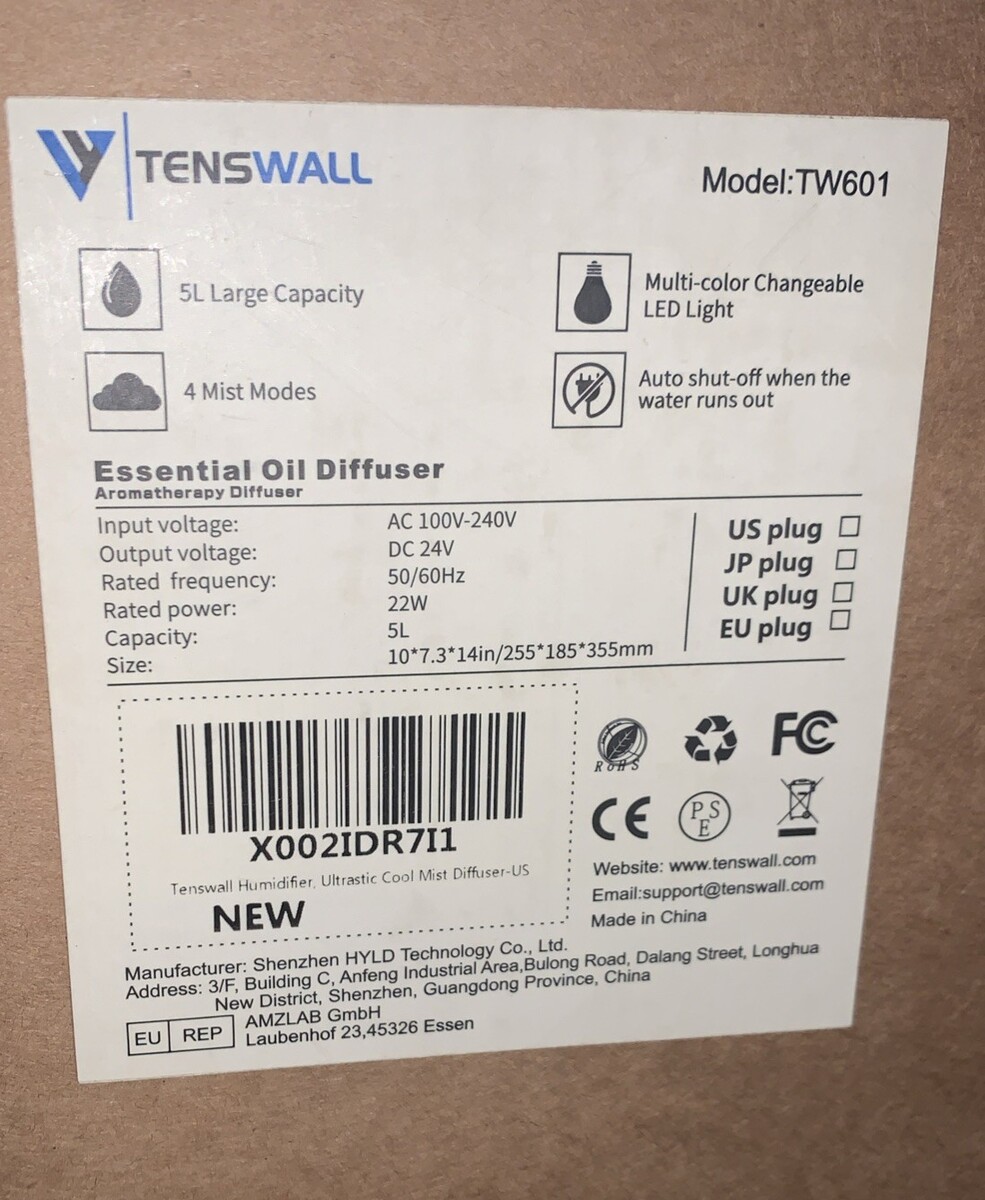 TENSWALL
Model:TW601
5L Large Capacity
Multi-color Changeable
LED Light
4 Mist Modes
Auto shut-off when the
water runs out
Essential Oil Diffuser
Aromatherapy Diffuser
Input voltage: AC 100V-240V
Output voltage: DC 24V
Rated frequency: 50/60Hz
Rated power: 22W
Capacity: 5L
Size: 10*7.3*14in/255*185*355mm
US plug
JP plug
UK plug
EU plug
X002IDR7I1
Tenswall Humidifier, Ultrastic Cool Mist Diffuser-US
NEW
RoHS
FC
CE
PSE
Website: www.tenswall.com
Email:support@tenswall.com
Made in China
Manufacturer: Shenzhen HYLD Technology Co., Ltd.
Address: 3/F, Building C, Anfeng Industrial Area,Bulong Road, Dalang Street, Longhua
New District, Shenzhen, Guangdong Province, China
EU REP
AMZLAB GmbH
Laubenhof 23,45326 Essen